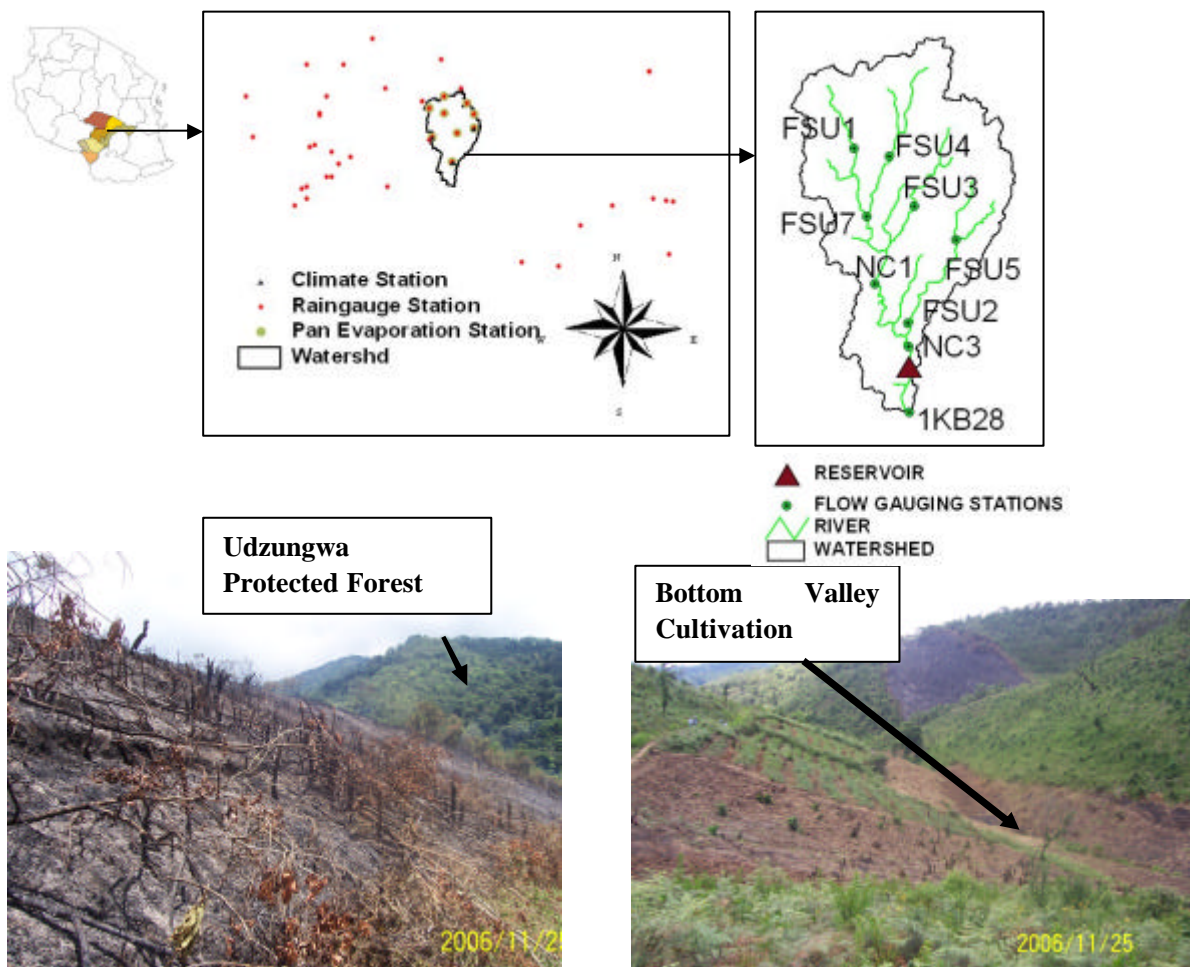 FSU1
FSU4
FSU3
FSU7
NC1
FSU5
FSU2
NC3
1KB28
N
W
E
S
Climate Station
Raingauge Station
Pan Evaporation Station
Watershd
RESERVOIR
FLOW GAUGING STATIONS
RIVER
WATERSHED
Udzungwa
Protected Forest
Bottom Valley
Cultivation
2006/11/25
2006/11/25